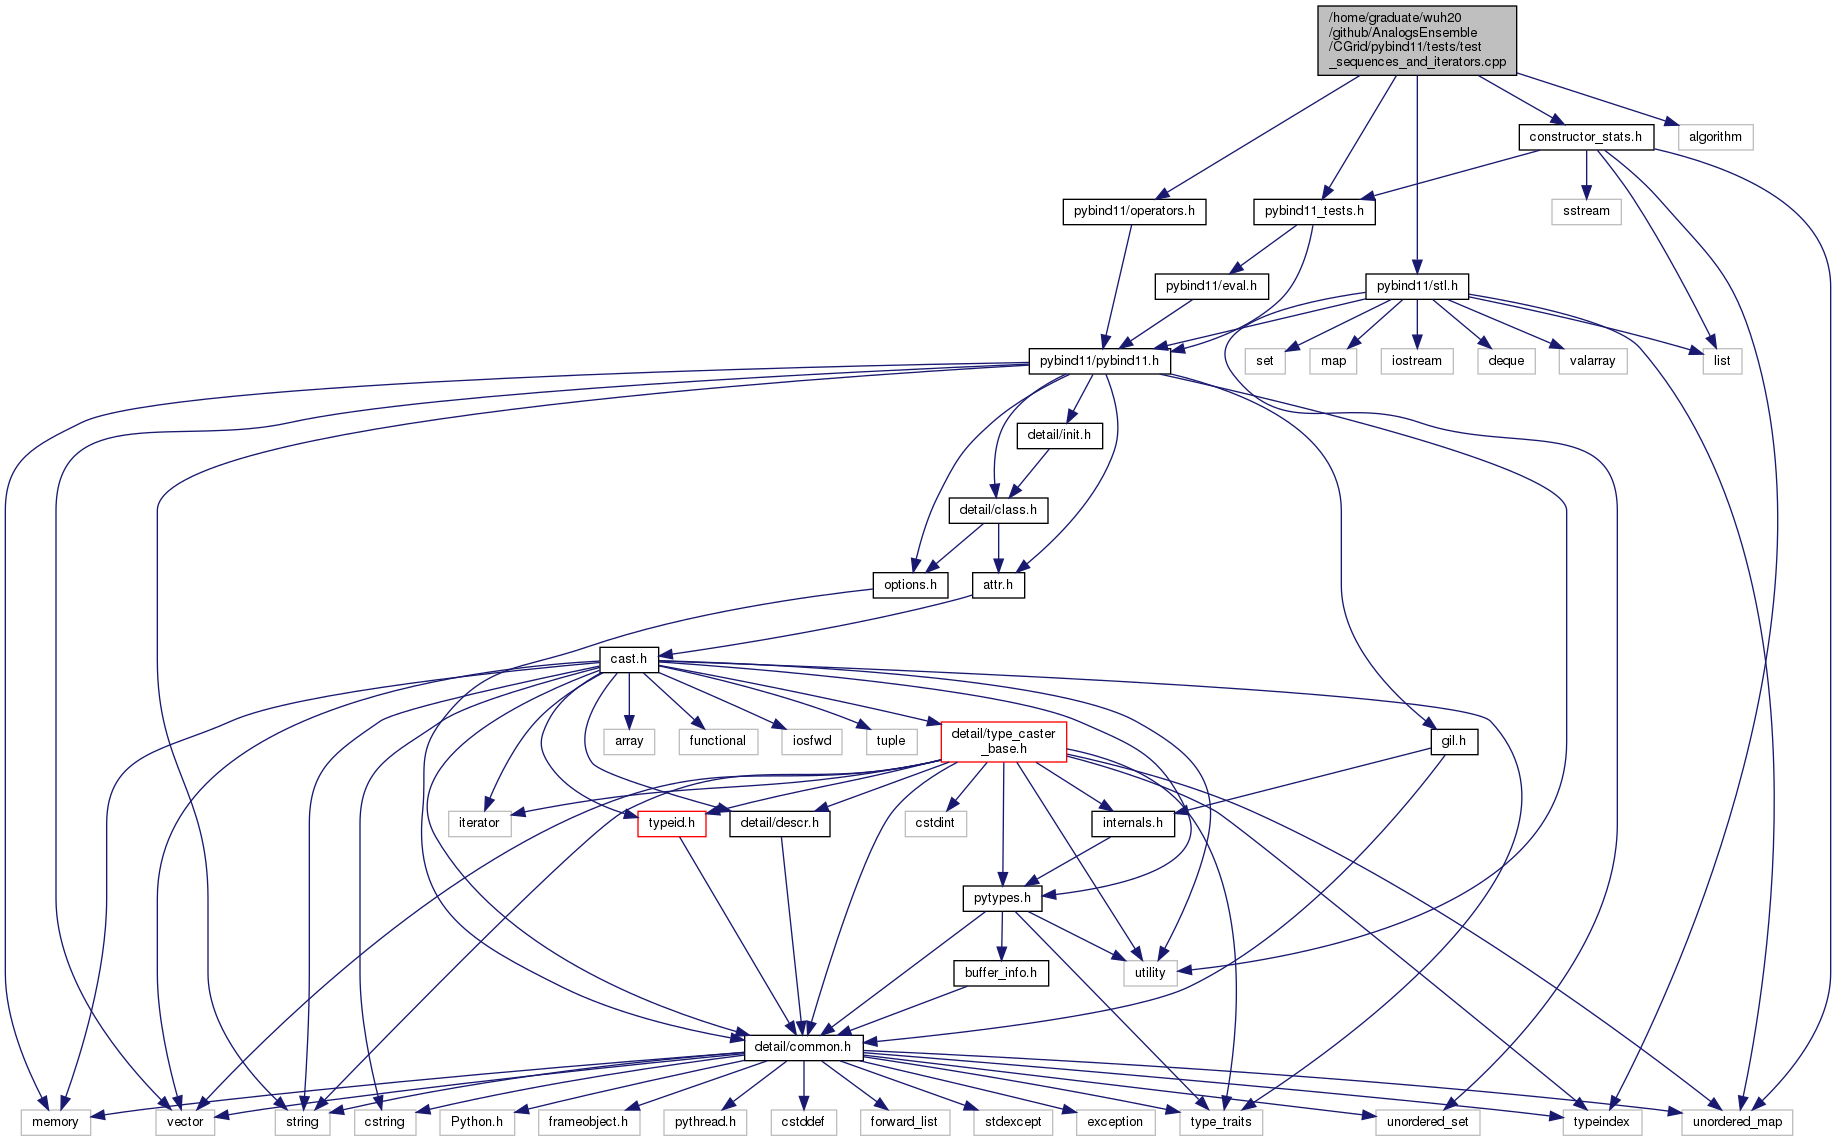 /home/graduate/wuh20
/github/AnalogsEnsemble
/CGrid/pybind11/tests/test
_sequences_and_iterators.cpp
constructor_stats.h
algorithm
pybind11/operators.h
pybind11_tests.h
sstream
pybind11/eval.h
pybind11/stl.h
pybind11/pybind11.h
set
map
iostream
deque
valarray
list
detail/init.h
detail/class.h
options.h
attr.h
cast.h
array
functional
iosfwd
tuple
detail/type_caster
_base.h
gil.h
iterator
typeid.h
detail/descr.h
cstdint
internals.h
pytypes.h
buffer_info.h
utility
detail/common.h
memory
vector
string
cstring
Python.h
frameobject.h
pythread.h
cstddef
forward_list
stdexcept
exception
type_traits
unordered_set
typeindex
unordered_map